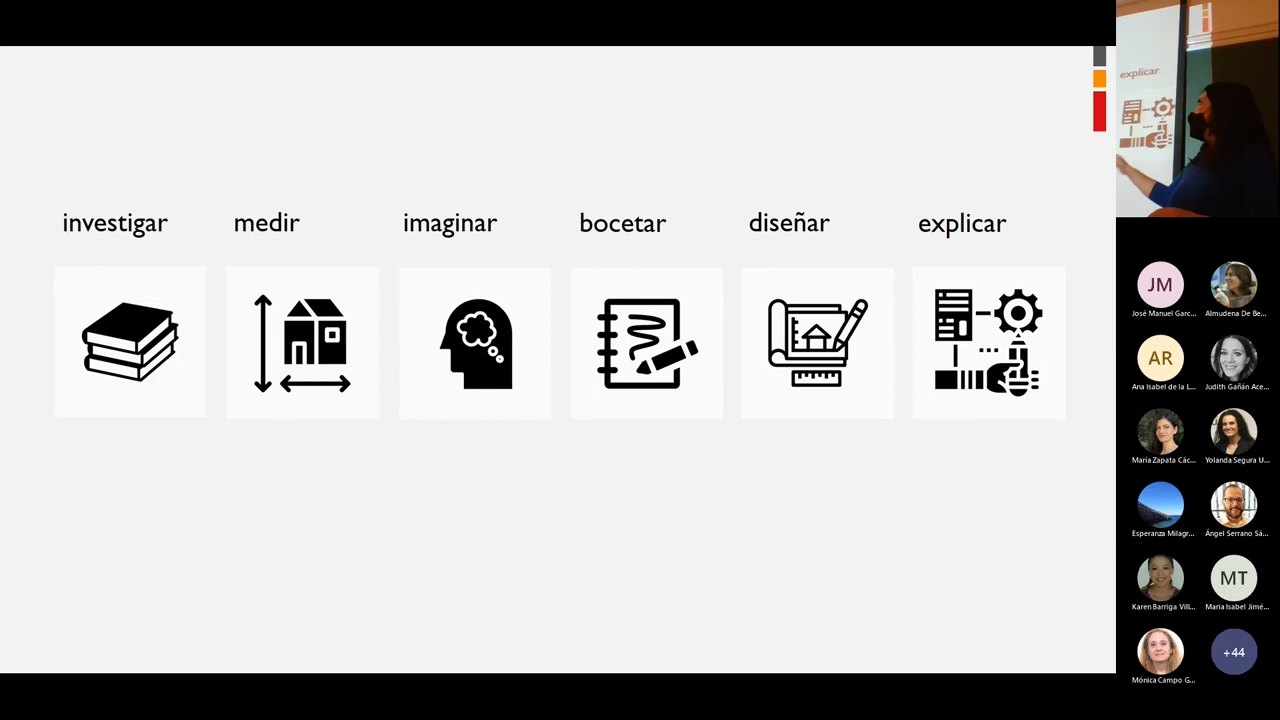 investigar
medir
imaginar
bocetar
diseñar
explicar
explicar
JM
José Manuel Garc...
Almudena De Be...
AR
Ana Isabel de la L...
Judith Gañán Ace...
María Zapata Các...
Yolanda Segura U...
Esperanza Milagr...
Ángel Serrano Sá...
Karen Barriga Vill...
MT
Maria Isabel Jimé...
Mónica Campo G...
+44